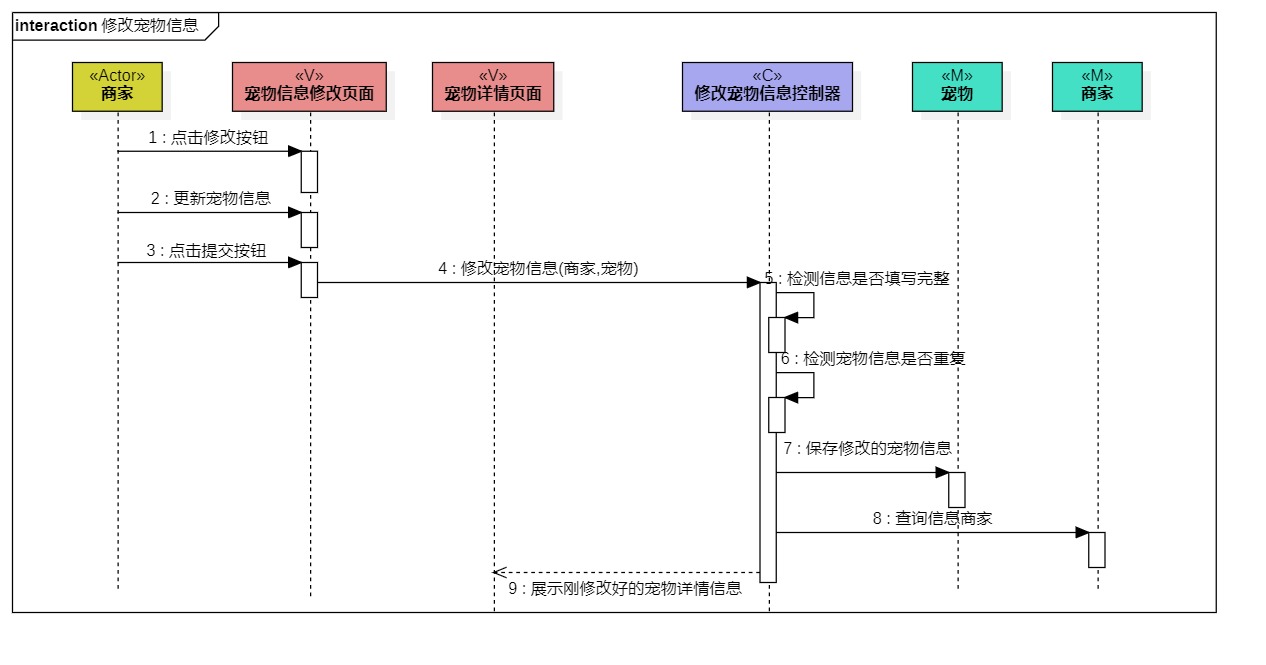 interaction 修改宠物信息
«Actor»
商家
«V»
宠物信息修改页面
«V»
宠物详情页面
«C»
修改宠物信息控制器
«M»
宠物
«M»
商家
1 : 点击修改按钮
2 : 更新宠物信息
3 : 点击提交按钮
4 : 修改宠物信息(商家,宠物)
5 : 检测信息是否填写完整
6 : 检测宠物信息是否重复
7 : 保存修改的宠物信息
8 : 查询信息商家
9 : 展示刚修改好的宠物详情信息